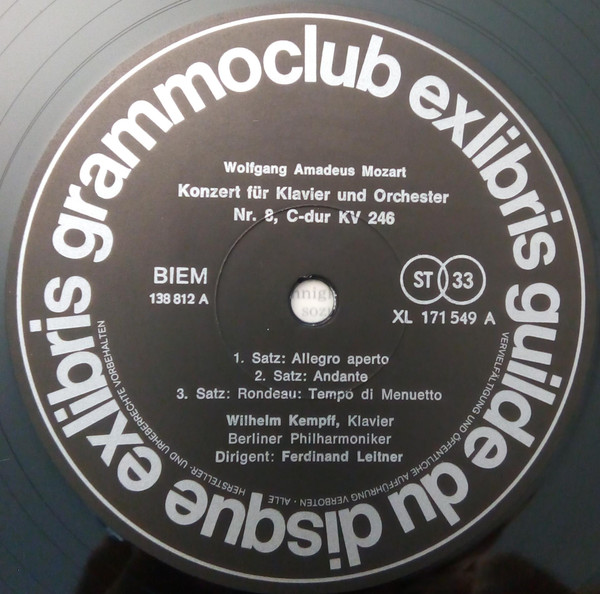 exlibris grammoclub exlibris guilde du disque
Wolfgang Amadeus Mozart
Konzert für Klavier und Orchester
Nr. 8, C-dur KV 246
BIEM
138 812 A
ST 33
XL 171 549 A
1. Satz: Allegro aperto
2. Satz: Andante
3. Satz: Rondeau: Tempo di Menuetto
Wilhelm Kempff, Klavier
Berliner Philharmoniker
Dirigent: Ferdinand Leitner
VERVIELFÄLTIGUNG UND ÖFFENTLICHE AUFFÜHRUNG VERBOTEN · ALLE HERSTELLER- UND URHEBERRECHTE VORBEHALTEN